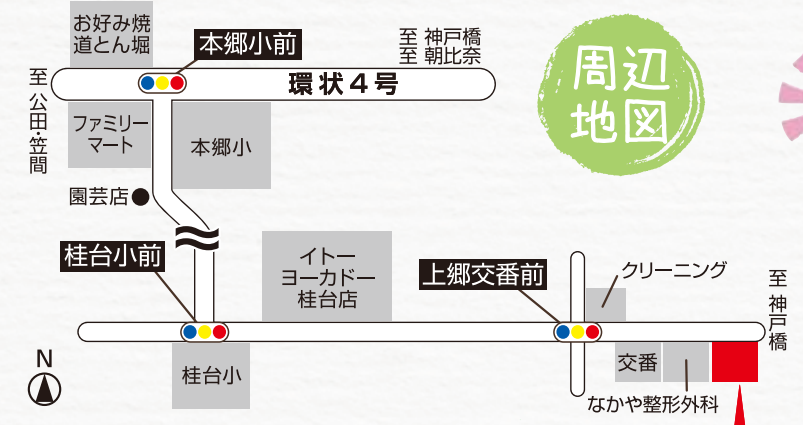 お好み焼
道とん堀
本郷小前
至 神戸橋
至 朝比奈
周辺
地図
環状4号
至 公田・笠間
ファミリー
マート
本郷小
園芸店
桂台小前
イトー
ヨーカドー
桂台店
上郷交番前
クリーニング
至 神戸橋
N
桂台小
交番
なかや整形外科